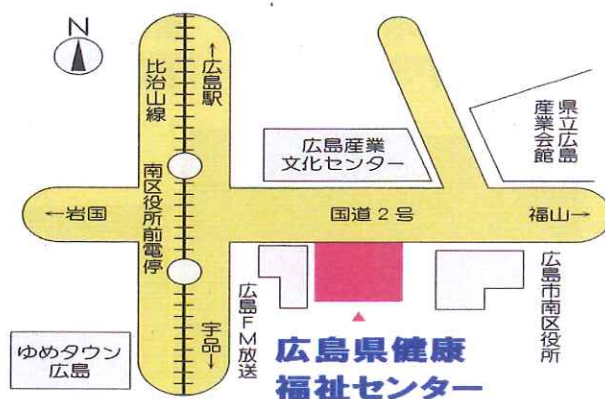 N
比治山線
↑広島駅
広島産業
文化センター
県立広島
産業会館
←岩国
南区役所前電停
国道2号
福山→
広島FM放送
宇品→
広島市南区役所
ゆめタウン
広島
広島県健康
福祉センター